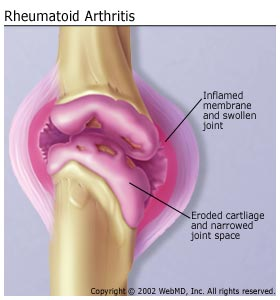 Rheumatoid Arthritis
Inflamed
membrane
and swollen
joint
Eroded cartliage
and narrowed
joint space
Copyright © 2002 WebMD, Inc. All rights reserved.